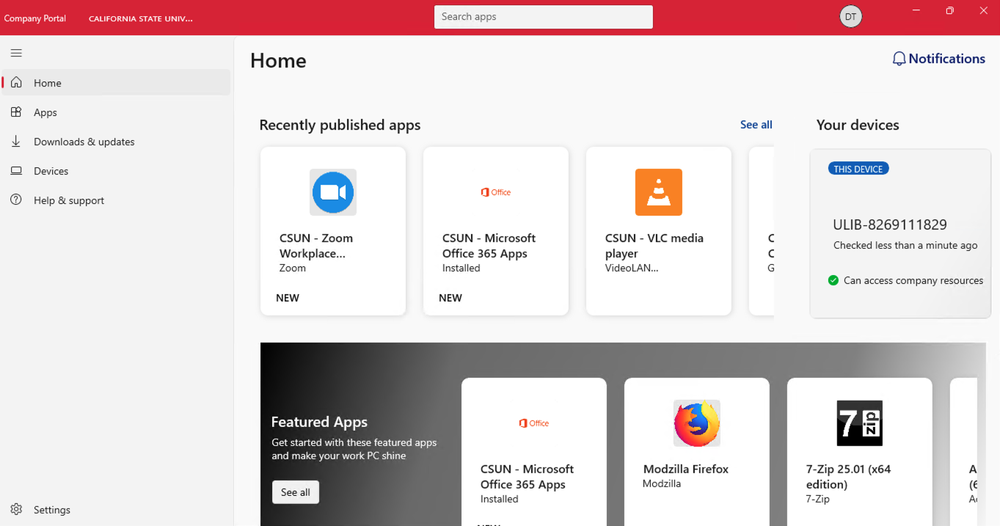 Company Portal
CALIFORNIA STATE UNIV...
Search apps
DT
Home
Apps
Downloads & updates
Devices
Help & support
Settings
Home
Notifications
Recently published apps
See all
CSUN - Zoom
Workplace...
Zoom
NEW
Office
CSUN - Microsoft
Office 365 Apps
Installed
NEW
CSUN - VLC media
player
VideoLAN...
Your devices
THIS DEVICE
ULIB-8269111829
Checked less than a minute ago
Can access company resources
Featured Apps
Get started with these featured apps
and make your work PC shine
See all
Office
CSUN - Microsoft
Office 365 Apps
Installed
NEW
Modzilla Firefox
Modzilla
7zip
7-Zip 25.01 (x64
edition)
7-Zip